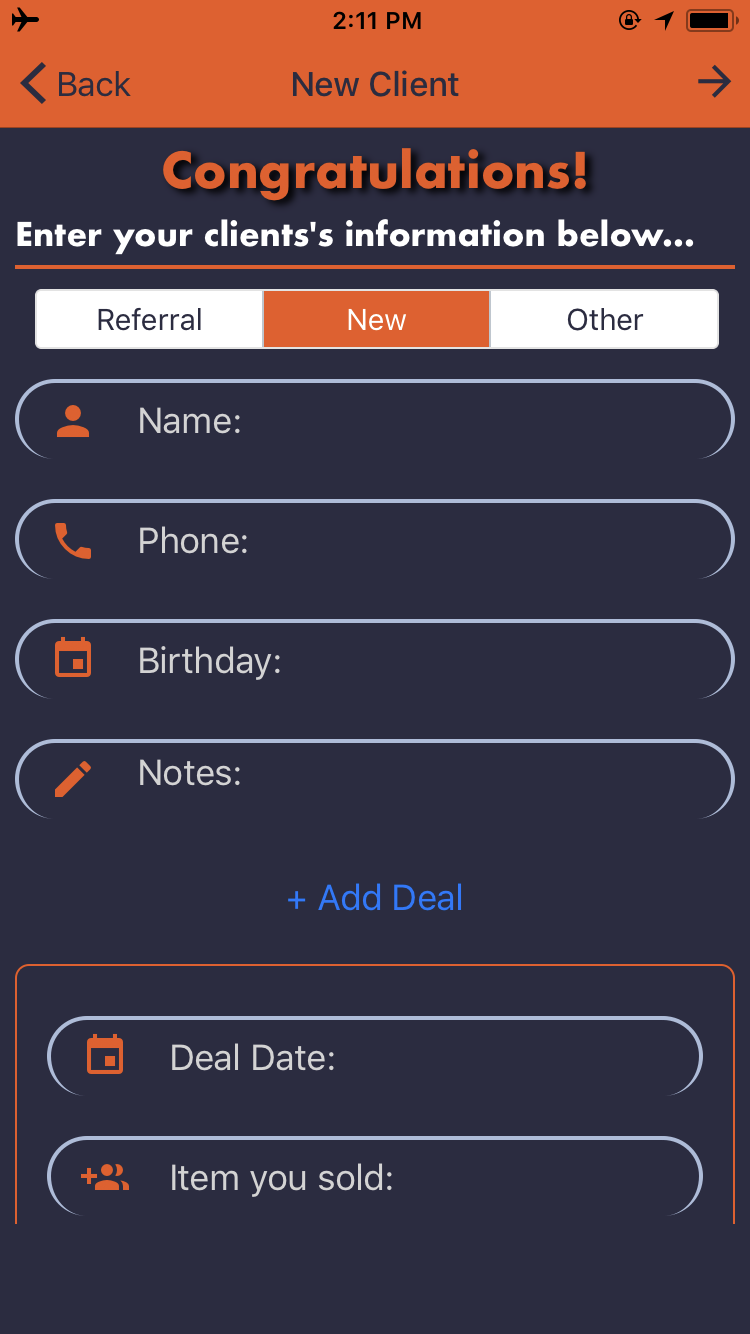 2:11 PM
Back New Client
Congratulations!
Enter your clients's information below...
Referral New Other
Name:
Phone:
Birthday:
Notes:
+ Add Deal
Deal Date:
Item you sold: